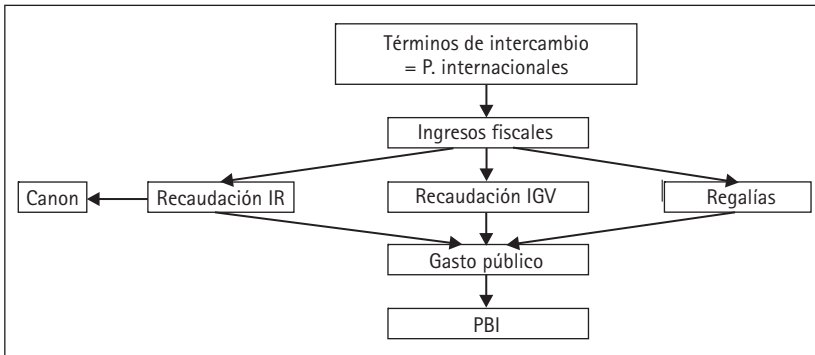 Términos de intercambio
= P. internacionales
Ingresos fiscales
Canon
Recaudación IR
Recaudación IGV
Regalías
Gasto público
PBI